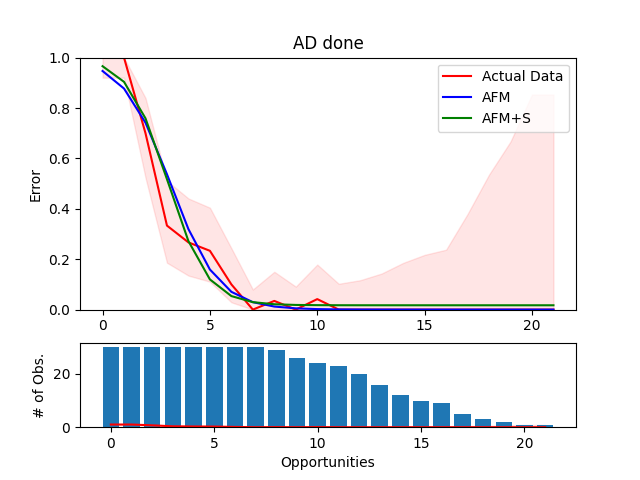 AD done
1.0
0.8
0.6
0.4
0.2
0.0
Error
Actual Data
AFM
AFM+S
0 5 10 15 20
20
0
# of Obs.
0 5 10 15 20
Opportunities